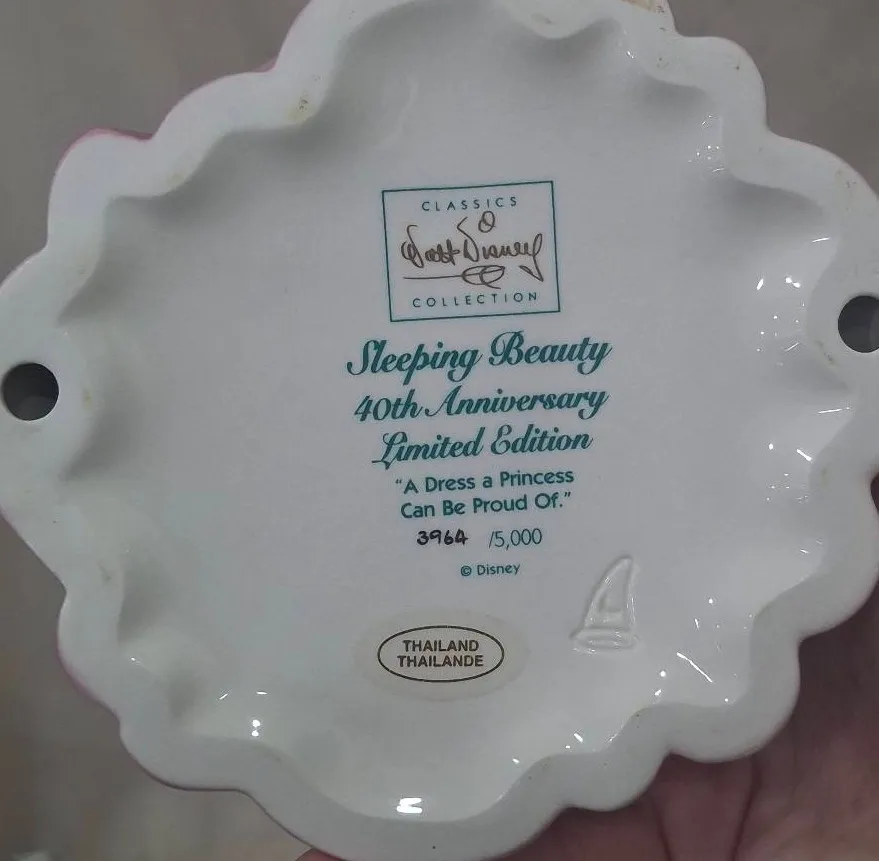 CLASSICS
Walt Disney
COLLECTION
Sleeping Beauty
40th Anniversary
Limited Edition
“A Dress a Princess
Can Be Proud Of.”
3964 /5,000
© Disney
THAILAND
THAILANDE